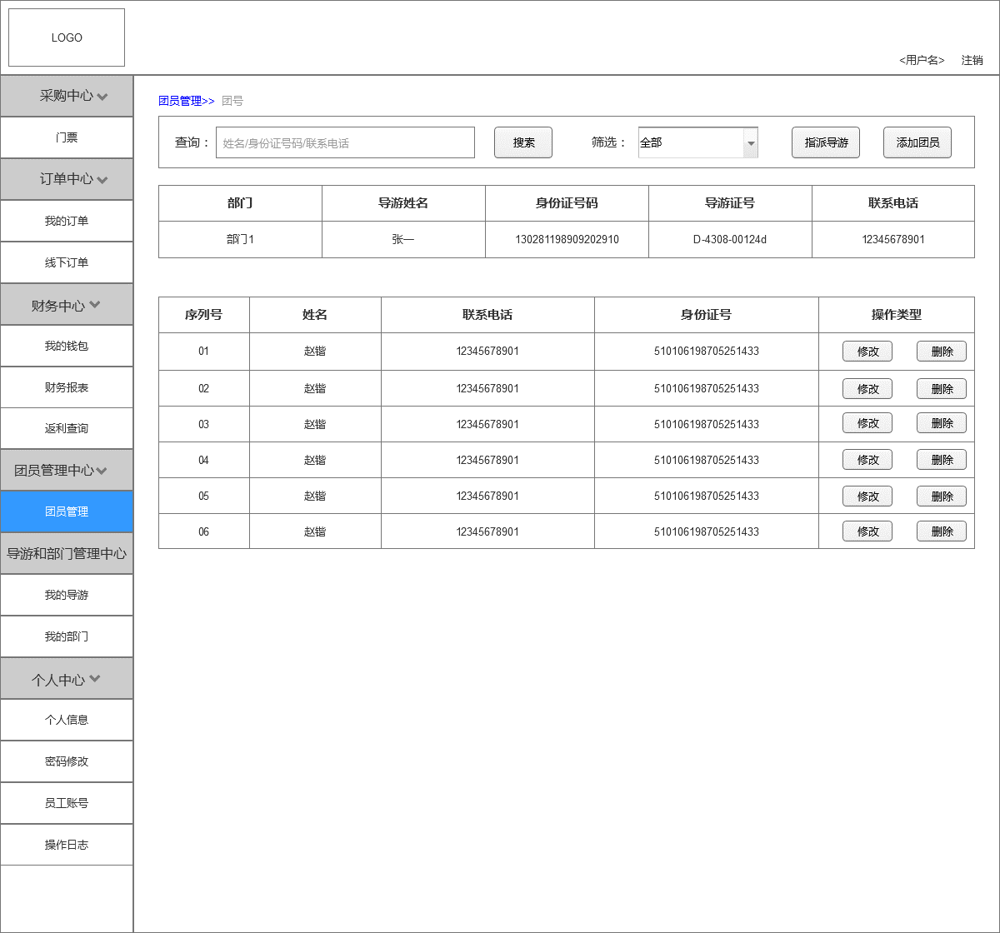 LOGO
<用户名> 注销
采购中心
门票
订单中心
我的订单
线下订单
财务中心
我的钱包
财务报表
返利查询
团员管理中心
团员管理
导游和部门管理中心
我的导游
我的部门
个人中心
个人信息
密码修改
员工账号
操作日志
团员管理>> 团号
查询： 姓名/身份证号码/联系电话 搜索 筛选： 全部 指派导游 添加团员
部门 导游姓名 身份证号码 导游证号 联系电话
部门1 张一 130281198909202910 D-4308-00124d 12345678901
序列号 姓名 联系电话 身份证号 操作类型
01 赵锴 12345678901 510106198705251433 修改 删除
02 赵锴 12345678901 510106198705251433 修改 删除
03 赵锴 12345678901 510106198705251433 修改 删除
04 赵锴 12345678901 510106198705251433 修改 删除
05 赵锴 12345678901 510106198705251433 修改 删除
06 赵锴 12345678901 510106198705251433 修改 删除